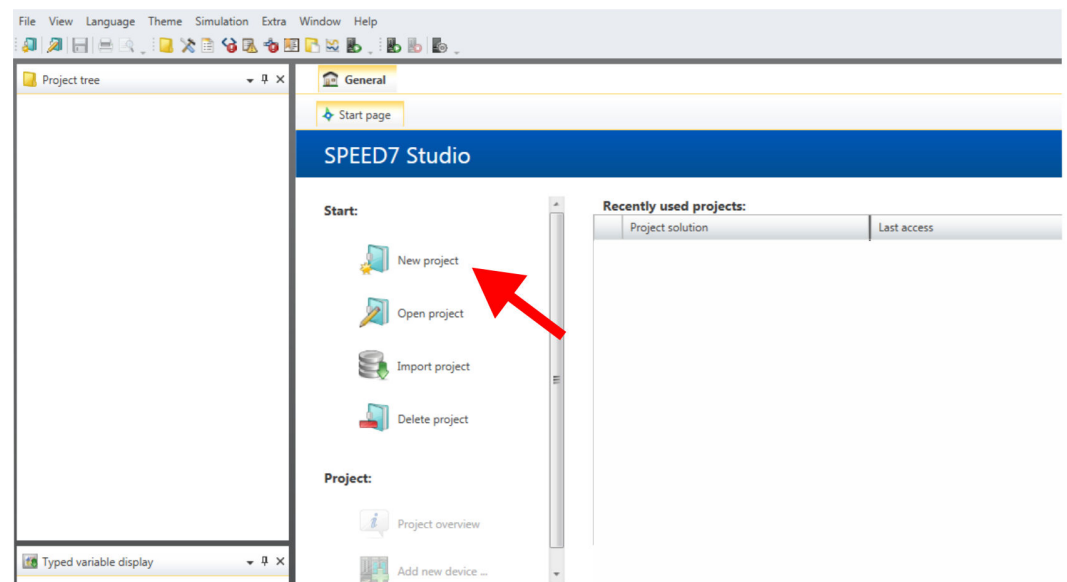 File View Language Theme Simulation Extra Window Help
Project tree
General
Start page
SPEED7 Studio
Start:
New project
Open project
Import project
Delete project
Project:
Project overview
Add new device ...
Recently used projects:
Project solution Last access
Typed variable display